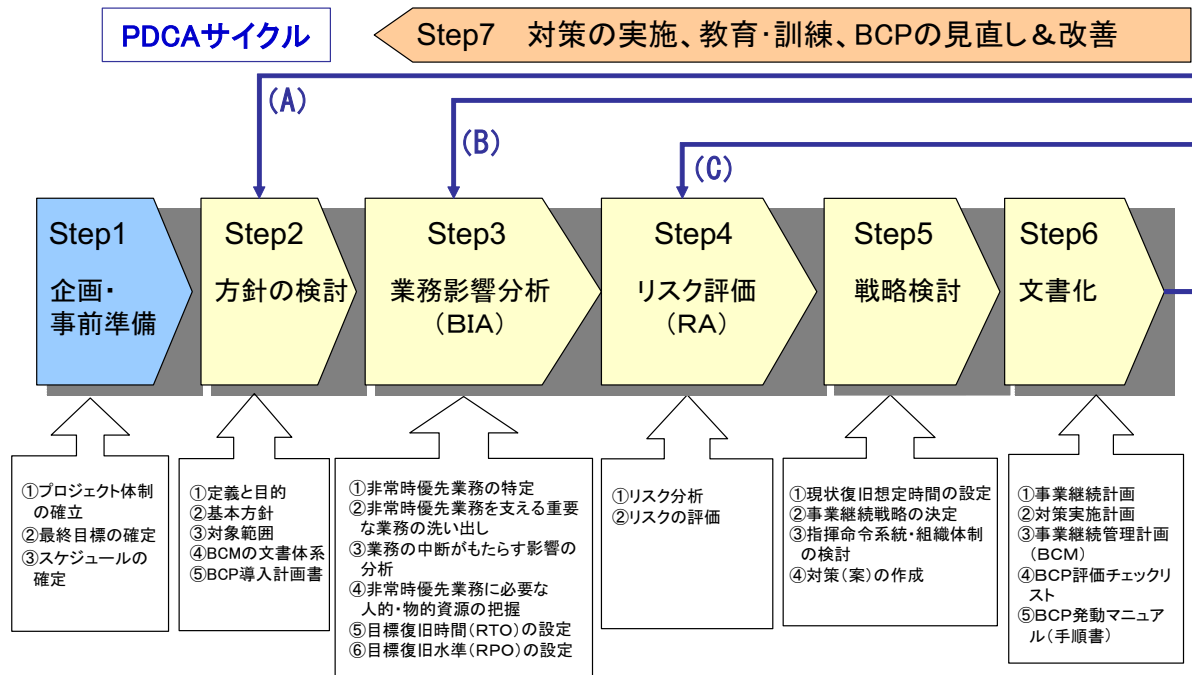 PDCAサイクル
Step7 対策の実施、教育・訓練、BCPの見直し＆改善
(A)
(B)
(C)
Step1
企画・
事前準備
Step2
方針の検討
Step3
業務影響分析
（BIA）
Step4
リスク評価
（RA）
Step5
戦略検討
Step6
文書化
①プロジェクト体制
の確立
②最終目標の確定
③スケジュールの
確定
①定義と目的
②基本方針
③対象範囲
④BCMの文書体系
⑤BCP導入計画書
①非常時優先業務の特定
②非常時優先業務を支える重要
な業務の洗い出し
③業務の中断がもたらす影響の
分析
④非常時優先業務に必要な
人的・物的資源の把握
⑤目標復旧時間（RTO）の設定
⑥目標復旧水準（RPO）の設定
①リスク分析
②リスクの評価
①現状復旧想定時間の設定
②事業継続戦略の決定
③指揮命令系統・組織体制
の検討
④対策（案）の作成
①事業継続計画
②対策実施計画
③事業継続管理計画
（BCM）
④BCP評価チェックリ
スト
⑤BCP発動マニュア
ル（手順書）